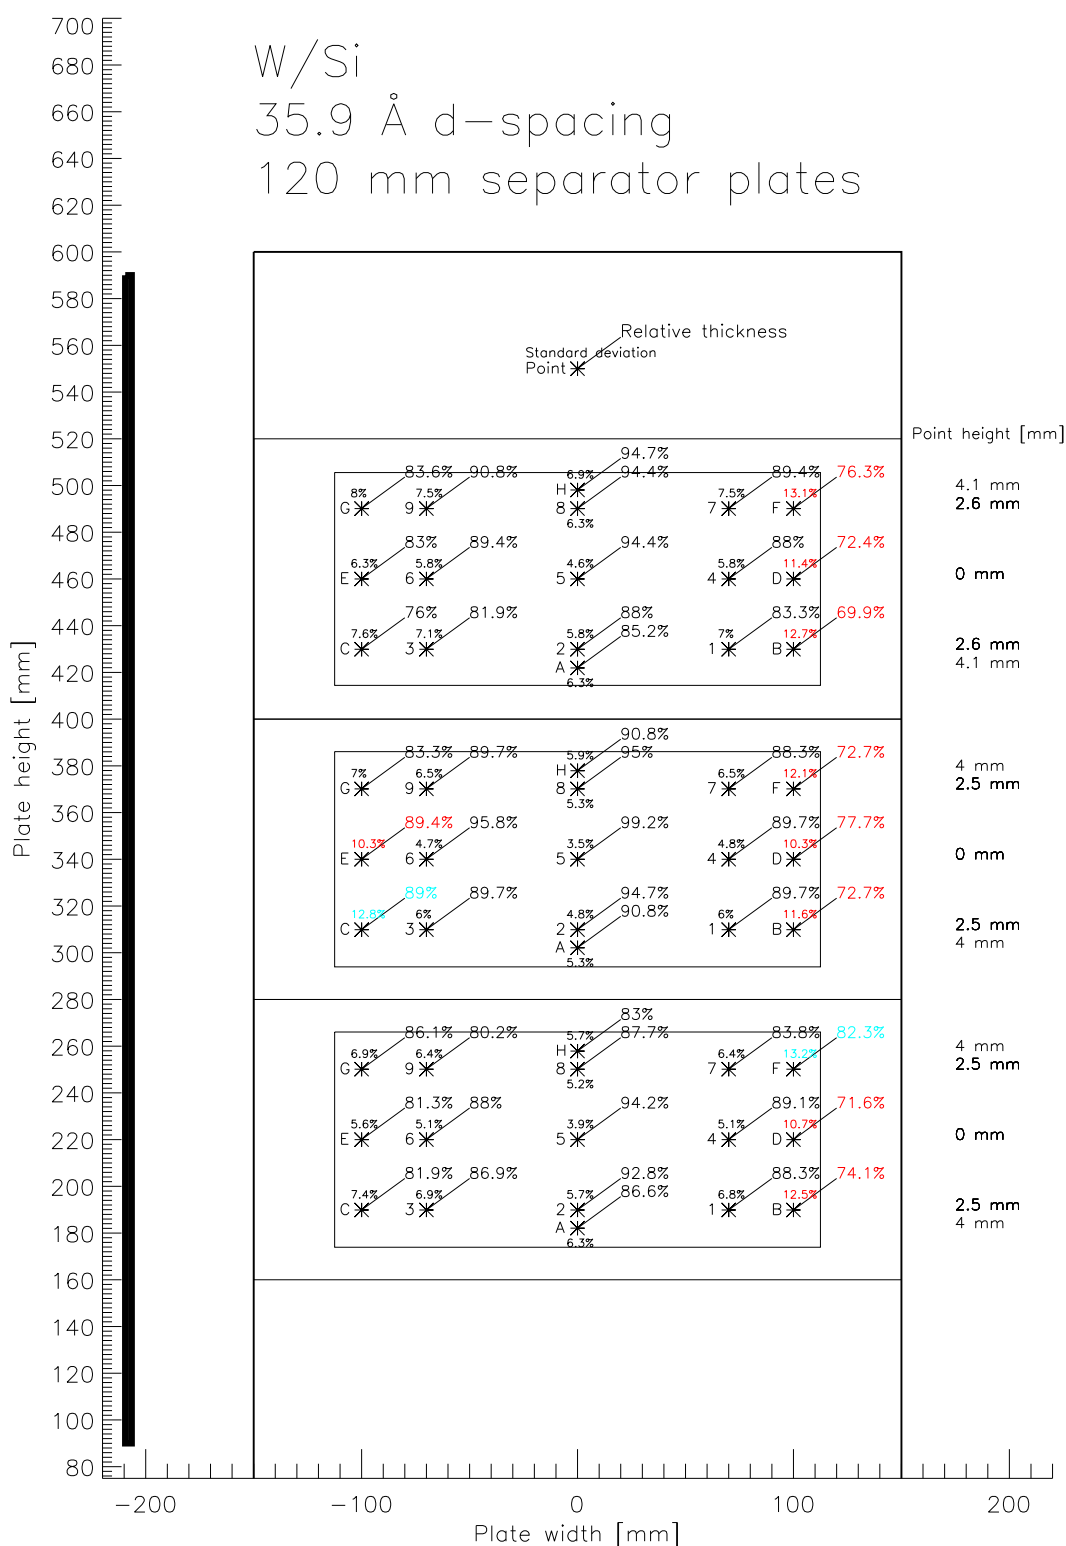 W/Si
35.9 Å d-spacing
120 mm separator plates
Relative thickness
Standard deviation
Point
Point height [mm]
94.7%
6.9%
H
83.6% 90.8% 94.4% 89.4% 76.3%
8% 7.5% 7.5% 13.1%
G 9 8 7 F
6.3%
4.1 mm
2.6 mm
83% 89.4% 94.4% 88% 72.4%
6.3% 5.8% 4.6% 5.8% 11.4%
E 6 5 4 D
0 mm
76% 81.9% 88% 83.3% 69.9%
7.6% 7.1% 5.8% 7% 12.7%
C 3 2 1 B
85.2%
A
6.3%
2.6 mm
4.1 mm
90.8%
5.9%
H
83.3% 89.7% 95% 88.3% 72.7%
7% 6.5% 6.5% 12.1%
G 9 8 7 F
5.3%
4 mm
2.5 mm
89.4% 95.8% 99.2% 89.7% 77.7%
10.3% 4.7% 3.5% 4.8% 10.3%
E 6 5 4 D
0 mm
89% 89.7% 94.7% 89.7% 72.7%
12.8% 6% 4.8% 6% 11.6%
C 3 2 1 B
90.8%
A
5.3%
2.5 mm
4 mm
83%
5.7%
H
86.1% 80.2% 87.7% 83.8% 82.3%
6.9% 6.4% 6.4% 13.2%
G 9 8 7 F
5.2%
4 mm
2.5 mm
81.3% 88% 94.2% 89.1% 71.6%
5.6% 5.1% 3.9% 5.1% 10.7%
E 6 5 4 D
0 mm
81.9% 86.9% 92.8% 88.3% 74.1%
7.4% 6.9% 5.7% 6.8% 12.5%
C 3 2 1 B
86.6%
A
6.3%
2.5 mm
4 mm
Plate height [mm]
700
680
660
640
620
600
580
560
540
520
500
480
460
440
420
400
380
360
340
320
300
280
260
240
220
200
180
160
140
120
100
80
-200 -100 0 100 200
Plate width [mm]